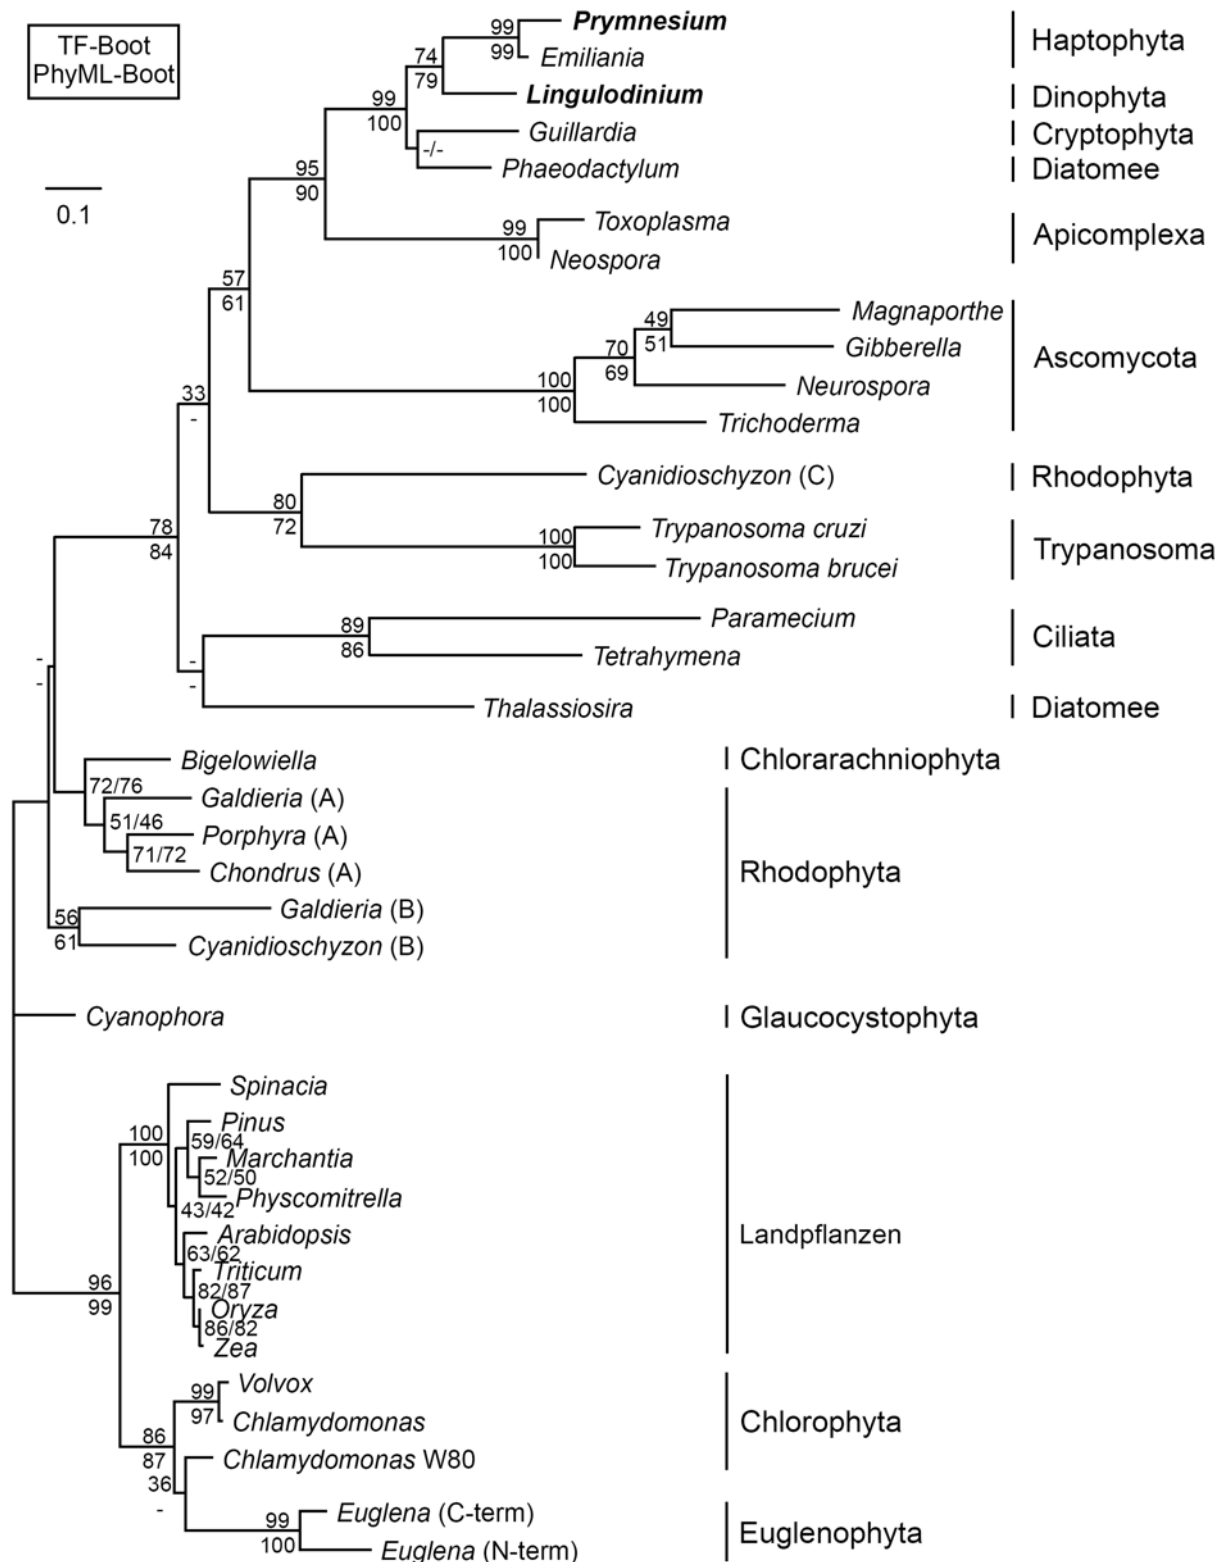 TF-Boot
PhyML-Boot
0.1
99
99
Prymnesium
Emiliania
Haptophyta
74
79
Lingulodinium
Dinophyta
99
100
Guillardia
Cryptophyta
-/-
Phaeodactylum
Diatomee
95
90
99
100
Toxoplasma
Neospora
Apicomplexa
57
61
49
51
Magnaporthe
Gibberella
70
69
Neurospora
Ascomycota
100
100
Trichoderma
33
-
Cyanidioschyzon (C)
Rhodophyta
80
72
100
100
Trypanosoma cruzi
Trypanosoma brucei
Trypanosoma
78
84
89
86
Paramecium
Tetrahymena
Ciliata
-
-
Thalassiosira
Diatomee
-
-
Bigelowiella
Chlorarachniophyta
72/76
Galdieria (A)
51/46
Porphyra (A)
71/72
Chondrus (A)
Rhodophyta
56
61
Galdieria (B)
Cyanidioschyzon (B)
Cyanophora
Glaucocystophyta
Spinacia
100
100
Pinus
59/64
Marchantia
52/50
Physcomitrella
43/42
Arabidopsis
63/62
Triticum
82/87
Oryza
86/82
Zea
Landpflanzen
96
99
99
97
Volvox
Chlamydomonas
Chlorophyta
86
87
Chlamydomonas W80
36
-
99
100
Euglena (C-term)
Euglena (N-term)
Euglenophyta